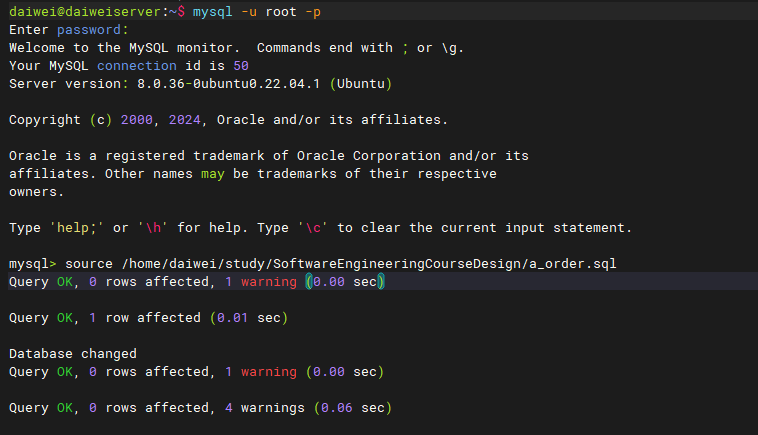 daiwei@daiweiserver:~$ mysql -u root -p
Enter password:
Welcome to the MySQL monitor.  Commands end with ; or \g.
Your MySQL connection id is 50
Server version: 8.0.36-0ubuntu0.22.04.1 (Ubuntu)
Copyright (c) 2000, 2024, Oracle and/or its affiliates.
Oracle is a registered trademark of Oracle Corporation and/or its
affiliates. Other names may be trademarks of their respective
owners.
Type 'help;' or '\h' for help. Type '\c' to clear the current input statement.
mysql> source /home/daiwei/study/SoftwareEngineeringCourseDesign/a_order.sql
Query OK, 0 rows affected, 1 warning (0.00 sec)
Query OK, 1 row affected (0.01 sec)
Database changed
Query OK, 0 rows affected, 1 warning (0.00 sec)
Query OK, 0 rows affected, 4 warnings (0.06 sec)